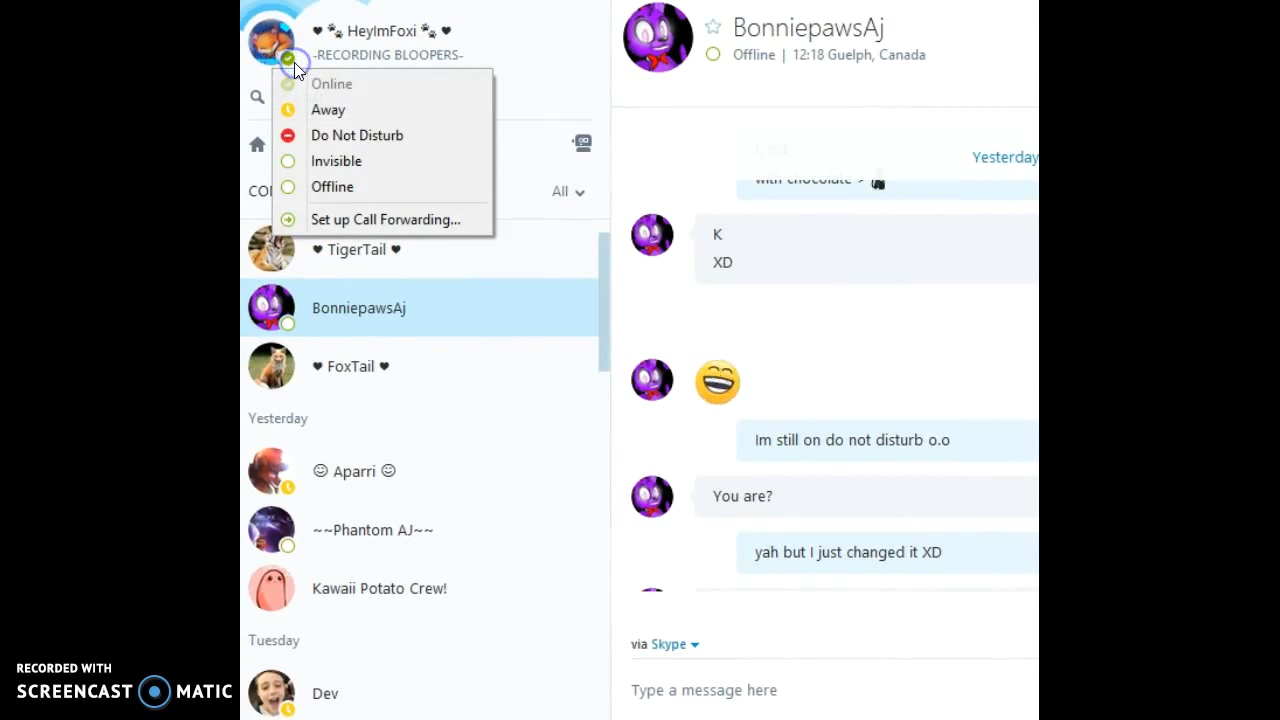 ♥ 🐾 HeyImFoxi 🐾 ♥
-RECORDING BLOOPERS-
Online
Away
Do Not Disturb
Invisible
Offline
Set up Call Forwarding...
All
♥ TigerTail ♥
BonniepawsAj
♥ FoxTail ♥
Yesterday
☺ Aparri ☺
~~Phantom AJ~~
Kawaii Potato Crew!
Tuesday
Dev
BonniepawsAj
Offline | 12:18 Guelph, Canada
Yesterday
with chocolate >
K
XD
Im still on do not disturb o.o
You are?
yah but I just changed it XD
via Skype
Type a message here
RECORDED WITH
SCREENCAST MATIC